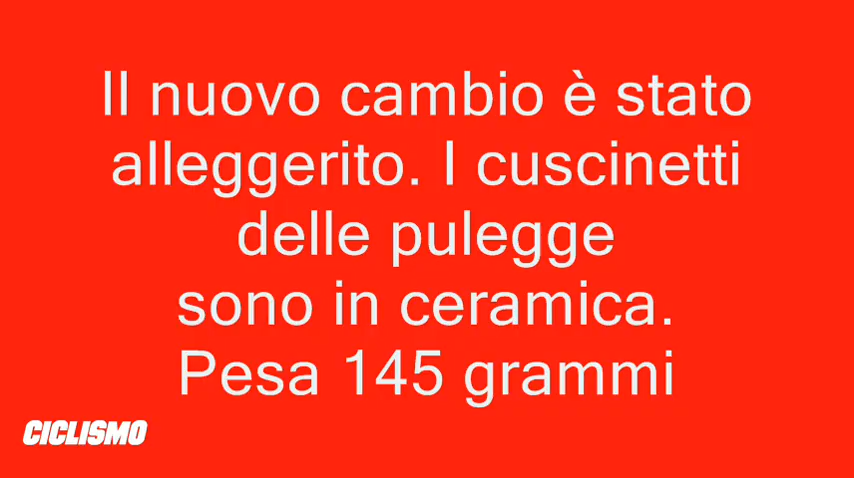 Il nuovo cambio è stato
alleggerito. I cuscinetti
delle pulegge
sono in ceramica.
Pesa 145 grammi
CICLISMO